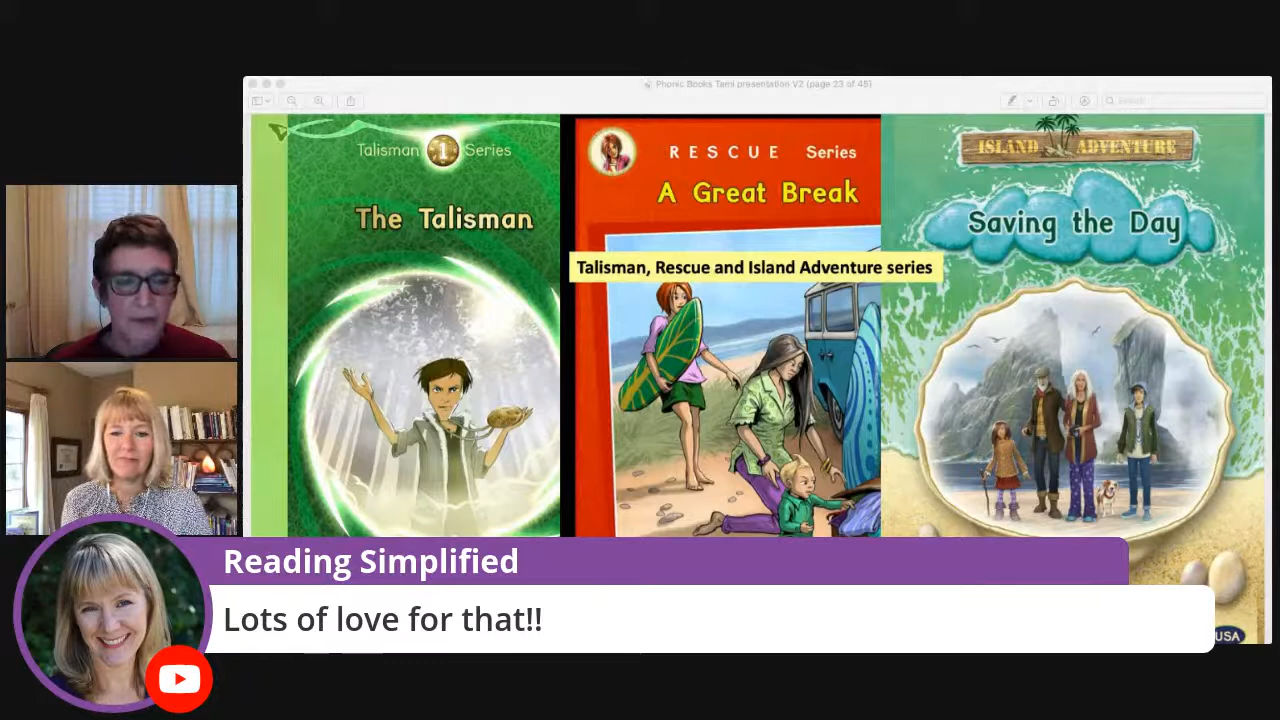 Phonic Books Tami presentation V2 (page 23 of 45)
Search
Talisman 1 Series
The Talisman
RESCUE Series
A Great Break
ISLAND ADVENTURE
Saving the Day
Talisman, Rescue and Island Adventure series
USA
Reading Simplified
Lots of love for that!!